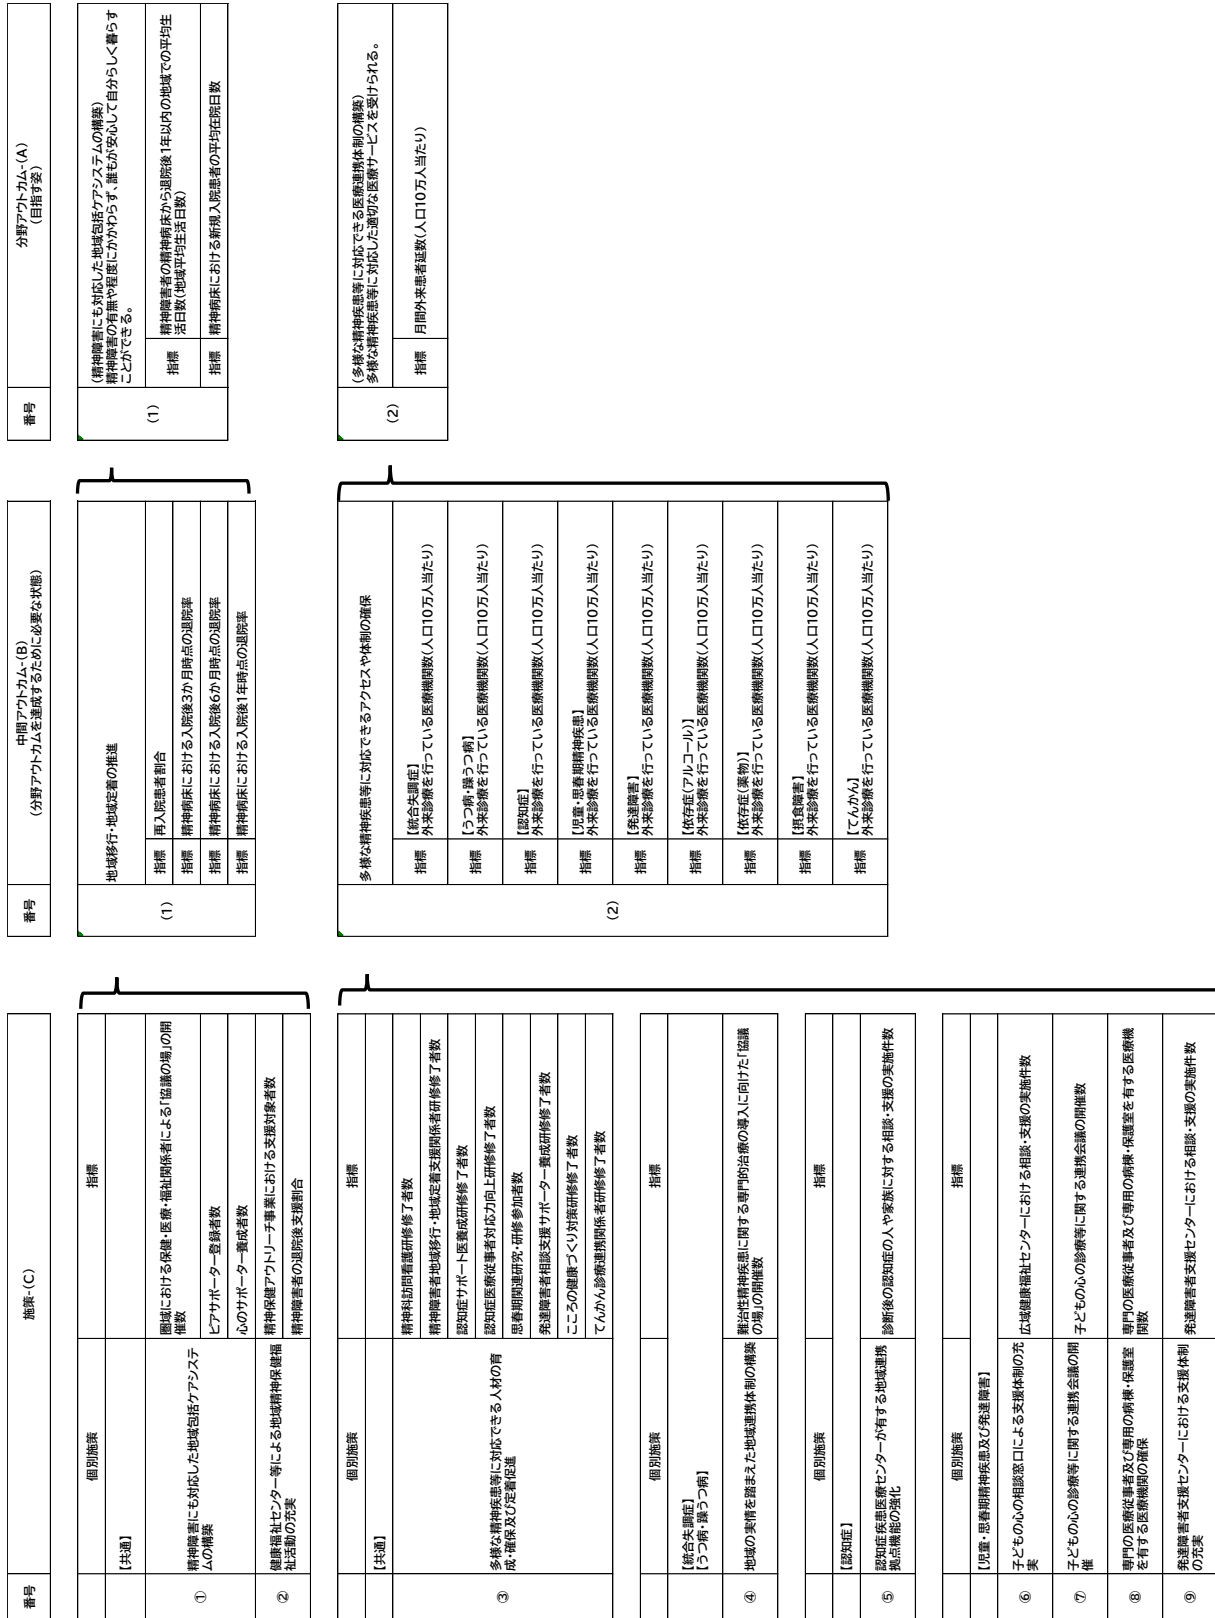 番号
施策-(C)
個別施策
指標
【共通】
①
精神障害にも対応した地域包括ケアシステ
ムの構築
圏域における保健・医療・福祉関係者による「協議の場」の開
催数
ピアサポーター登録者数
心のサポーター養成者数
②
健康福祉センター等による地域精神保健福
祉活動の充実
精神保健アウトリーチ事業における支援対象者数
精神障害者の退院後支援割合
個別施策
指標
【共通】
③
多様な精神疾患等に対応できる人材の育
成・確保及び定着促進
精神科訪問看護研修修了者数
精神障害者地域移行・地域定着支援関係者研修修了者数
認知症サポート医養成研修修了者数
認知症医療従事者対応力向上研修修了者数
思春期関連研究・研修参加者数
発達障害者相談支援サポーター養成研修修了者数
こころの健康づくり対策研修修了者数
てんかん診療連携関係者研修修了者数
個別施策
指標
【統合失調症】
【うつ病・躁うつ病】
④
地域の実情を踏まえた地域連携体制の構築
難治性精神疾患に関する専門的治療の導入に向けた「協議
の場」の開催数
個別施策
指標
【認知症】
⑤
認知症疾患医療センターが有する地域連携
拠点機能の強化
診断後の認知症の人や家族に対する相談・支援の実施件数
個別施策
指標
【児童・思春期精神疾患及び発達障害】
⑥
子どもの心の相談窓口による支援体制の充
実
広域健康福祉センターにおける相談・支援の実施件数
⑦
子どもの心の診療等に関する連携会議の開
催
子どもの心の診療等に関する連携会議の開催数
⑧
専門の医療従事者及び専用の病棟・保護室
を有する医療機関の確保
専門の医療従事者及び専用の病棟・保護室を有する医療機
関数
⑨
発達障害者支援センターにおける支援体制
の充実
発達障害者支援センターにおける相談・支援の実施件数
番号
中間アウトカム-(B)
(分野アウトカムを達成するために必要な状態)
(1)
地域移行・地域定着の推進
指標
再入院患者割合
指標
精神病床における入院後3か月時点の退院率
指標
精神病床における入院後6か月時点の退院率
指標
精神病床における入院後1年時点の退院率
(2)
多様な精神疾患等に対応できるアクセスや体制の確保
指標
【統合失調症】
外来診療を行っている医療機関数(人口10万人当たり)
指標
【うつ病・躁うつ病】
外来診療を行っている医療機関数(人口10万人当たり)
指標
【認知症】
外来診療を行っている医療機関数(人口10万人当たり)
指標
【児童・思春期精神疾患】
外来診療を行っている医療機関数(人口10万人当たり)
指標
【発達障害】
外来診療を行っている医療機関数(人口10万人当たり)
指標
【依存症(アルコール)】
外来診療を行っている医療機関数(人口10万人当たり)
指標
【依存症(薬物)】
外来診療を行っている医療機関数(人口10万人当たり)
指標
【摂食障害】
外来診療を行っている医療機関数(人口10万人当たり)
指標
【てんかん】
外来診療を行っている医療機関数(人口10万人当たり)
番号
分野アウトカム-(A)
(目指す姿)
(1)
(精神障害にも対応した地域包括ケアシステムの構築)
精神障害の有無や程度にかかわらず、誰もが安心して自分らしく暮らす
ことができる。
指標
精神障害者の精神病床から退院後1年以内の地域での平均生
活日数(地域平均生活日数)
指標
精神病床における新規入院患者の平均在院日数
(2)
(多様な精神疾患等に対応できる医療連携体制の構築)
多様な精神疾患等に対応した適切な医療サービスを受けられる。
指標
月間外来患者延数(人口10万人当たり)